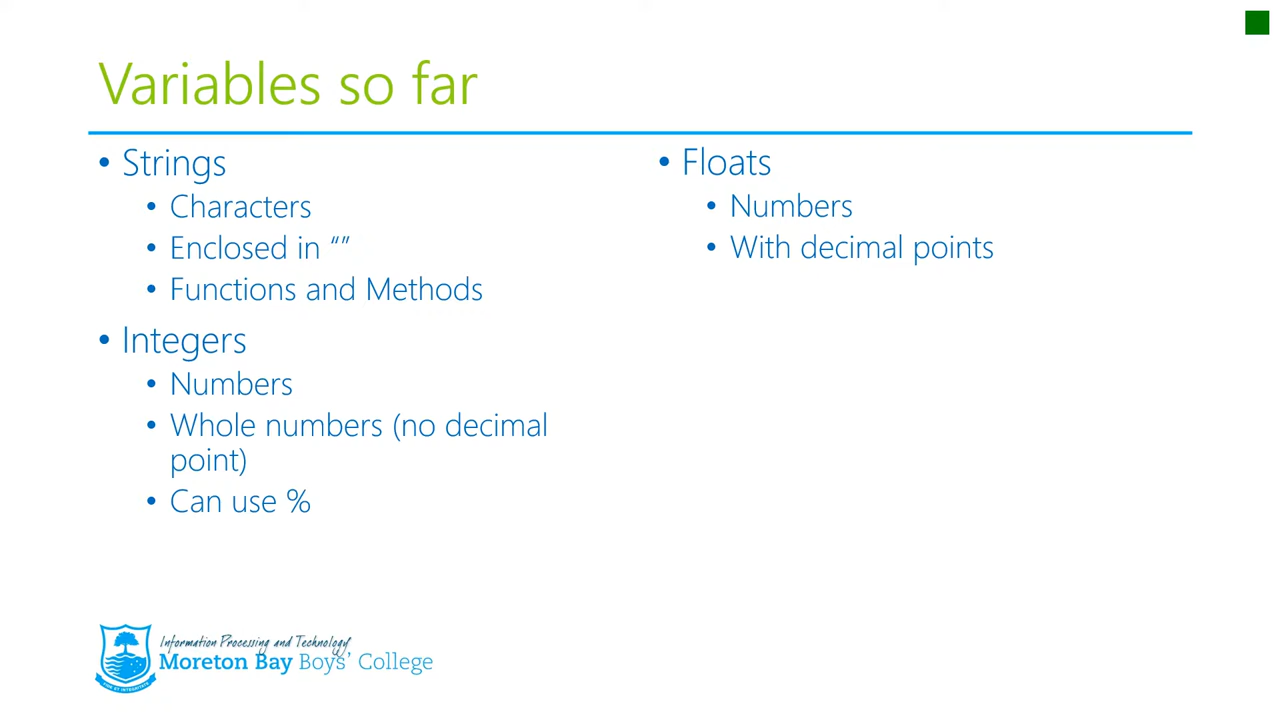 Variables so far
• Strings
• Characters
• Enclosed in “”
• Functions and Methods
• Integers
• Numbers
• Whole numbers (no decimal
point)
• Can use %
• Floats
• Numbers
• With decimal points
Information Processing and Technology
Moreton Bay Boys’ College